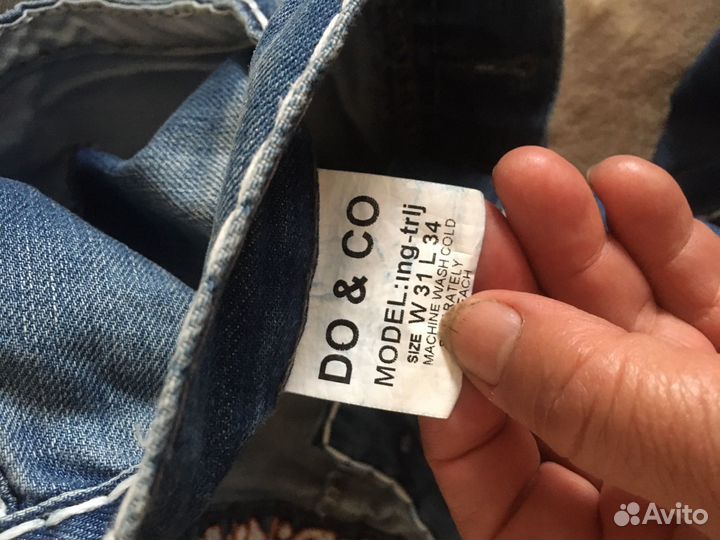 DO & CO
MODEL:ing-trlj
SIZE W 31 L 34
MACHINE WASH COLD
Avito